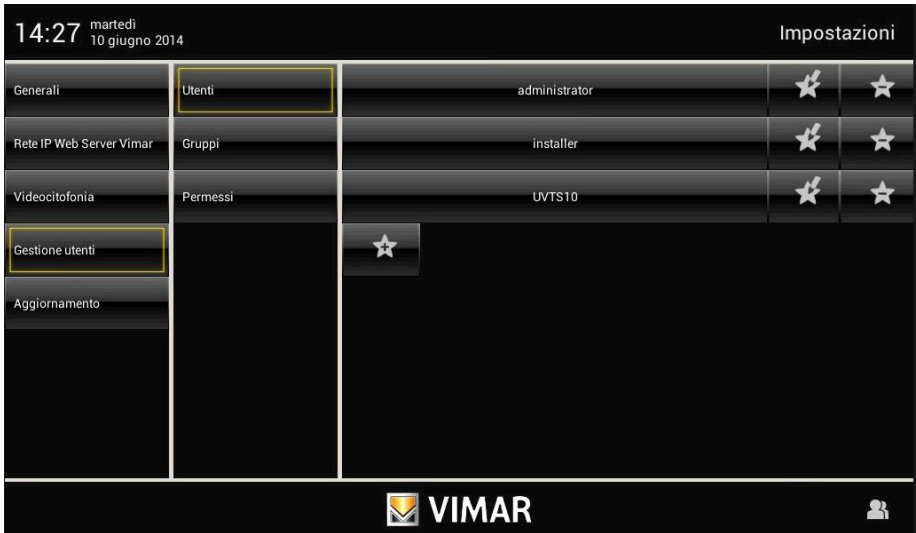 14:27 martedì
10 giugno 2014
Impostazioni
Generali
Utenti
administrator
Rete IP Web Server Vimar
Gruppi
installer
Videocitofonia
Permessi
UVTS10
Gestione utenti
Aggiornamento
VIMAR